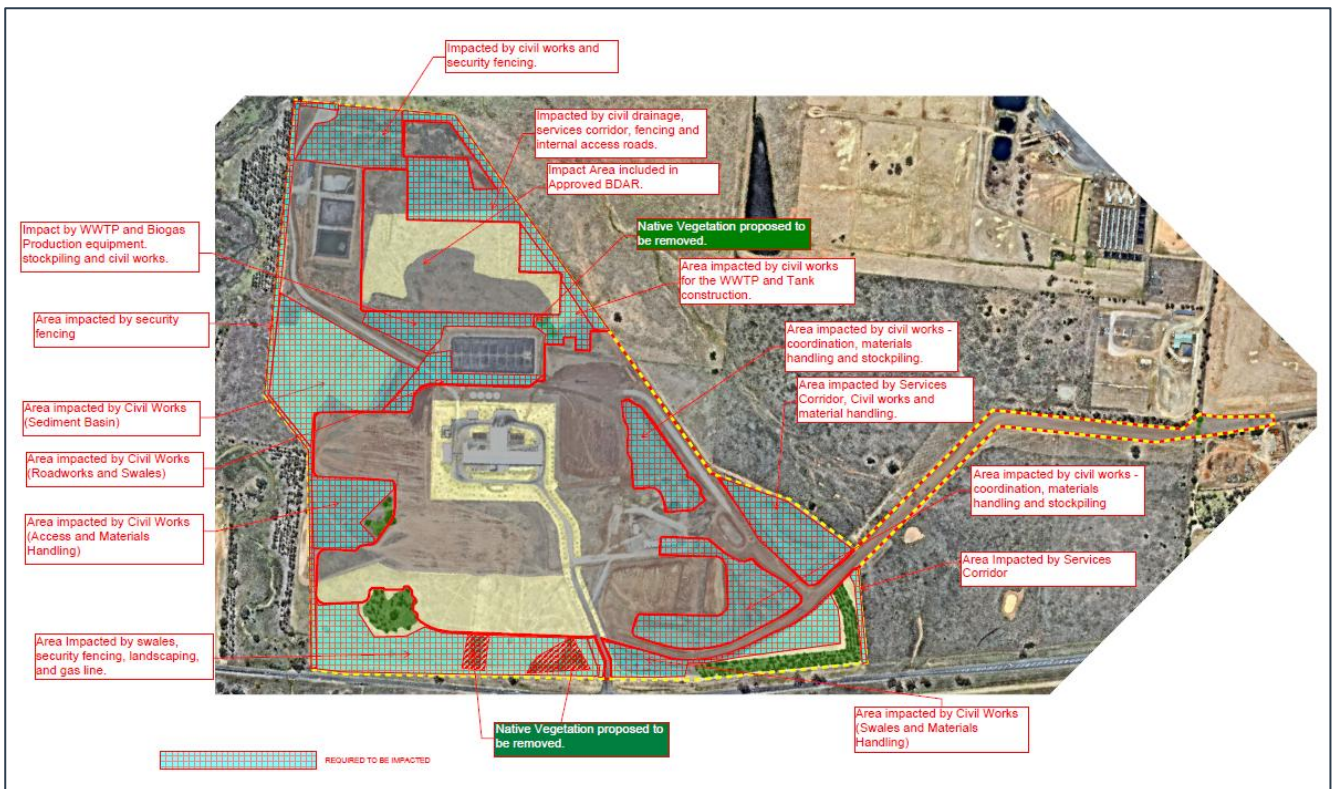 Impacted by civil works and
security fencing.
Impacted by civil drainage,
services corridor, fencing and
internal access roads.
Impact Area included in
Approved BDAR.
Native Vegetation proposed to
be removed.
Impact by WWTP and Biogas
Production equipment.
stockpiling and civil works.
Area impacted by civil works
for the WWTP and Tank
construction.
Area impacted by security
fencing
Area impacted by civil works -
coordination, materials
handling and stockpiling.
Area impacted by Services
Corridor, Civil works and
material handling.
Area impacted by Civil Works
(Sediment Basin)
Area impacted by Civil Works
(Roadworks and Swales)
Area impacted by civil works -
coordination, materials
handling and stockpiling
Area impacted by Civil Works
(Access and Materials
Handling)
Area Impacted by Services
Corridor
Area Impacted by swales,
security fencing, landscaping,
and gas line.
Native Vegetation proposed to
be removed.
Area impacted by Civil Works
(Swales and Materials
Handling)
REQUIRED TO BE IMPACTED